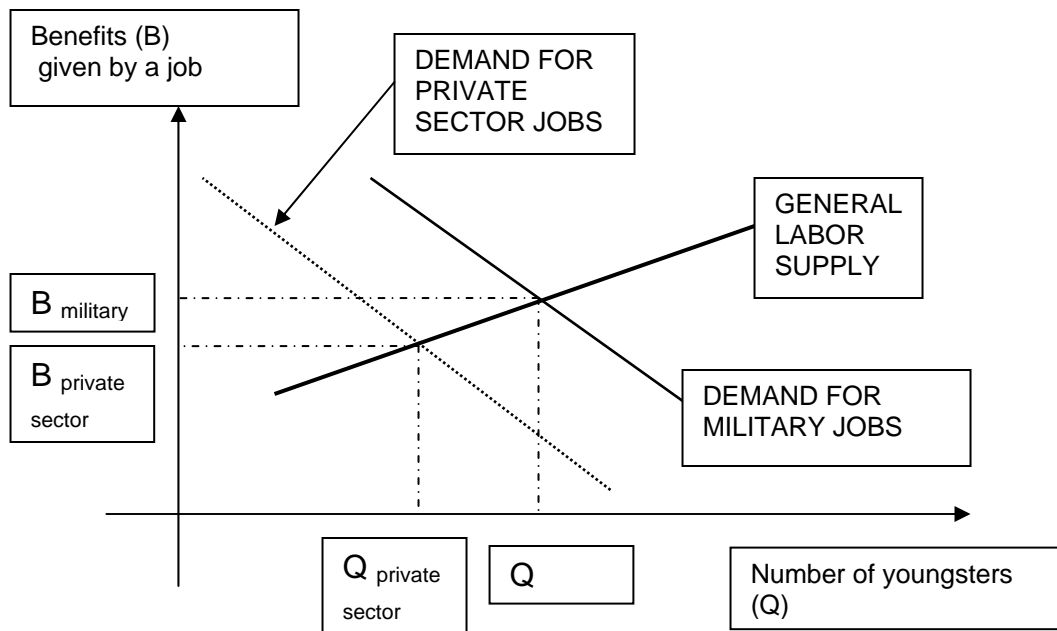 Benefits (B)
given by a job
DEMAND FOR
PRIVATE
SECTOR JOBS
GENERAL
LABOR
SUPPLY
B military
B private
sector
DEMAND FOR
MILITARY JOBS
Q private
sector
Q
Number of youngsters
(Q)